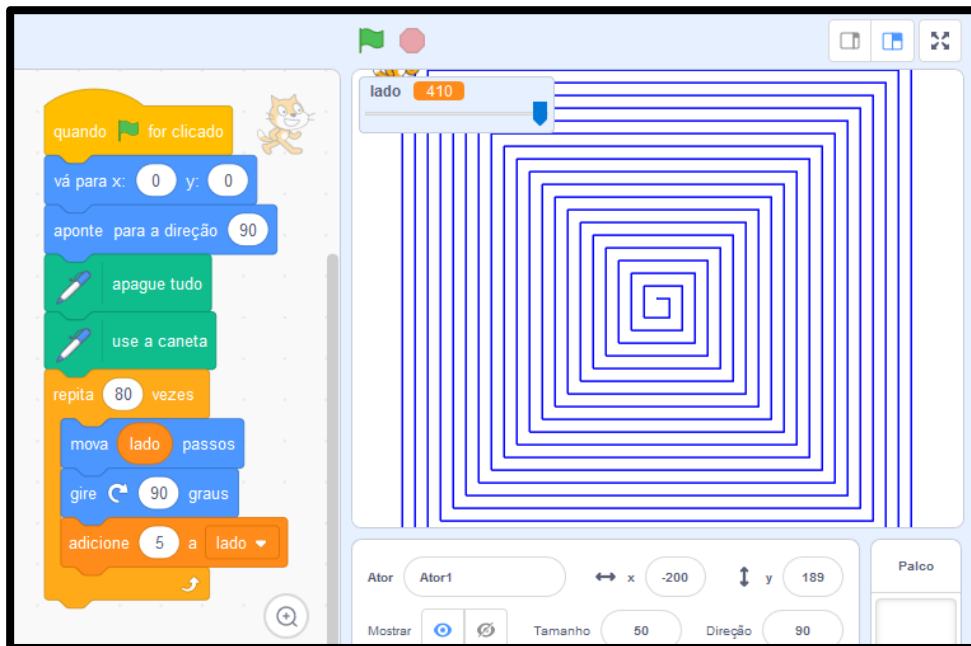 quando for clicado
vá para x: 0 y: 0
aponte para a direção 90
apague tudo
use a caneta
repita 80 vezes
mova lado passos
gire 90 graus
adicione 5 a lado
lado 410
Ator Ator1 x -200 y 189
Mostrar Tamanho 50 Direção 90
Palco